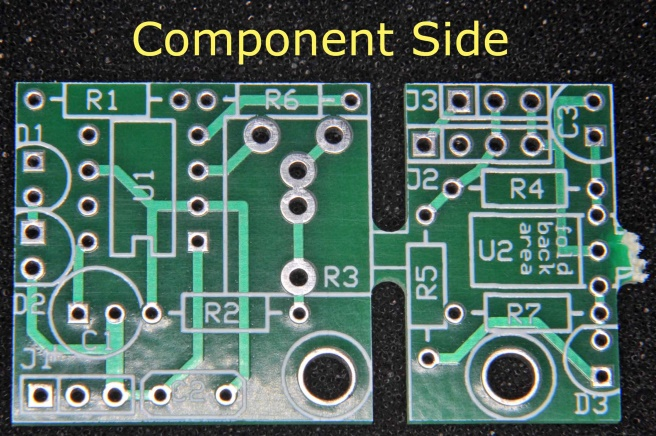 Component Side
R1
R6
J3
C3
D1
U1
J2
R4
U2
fold
back
area
D2
R3
R5
C1
R2
R7
J1
C2
D3